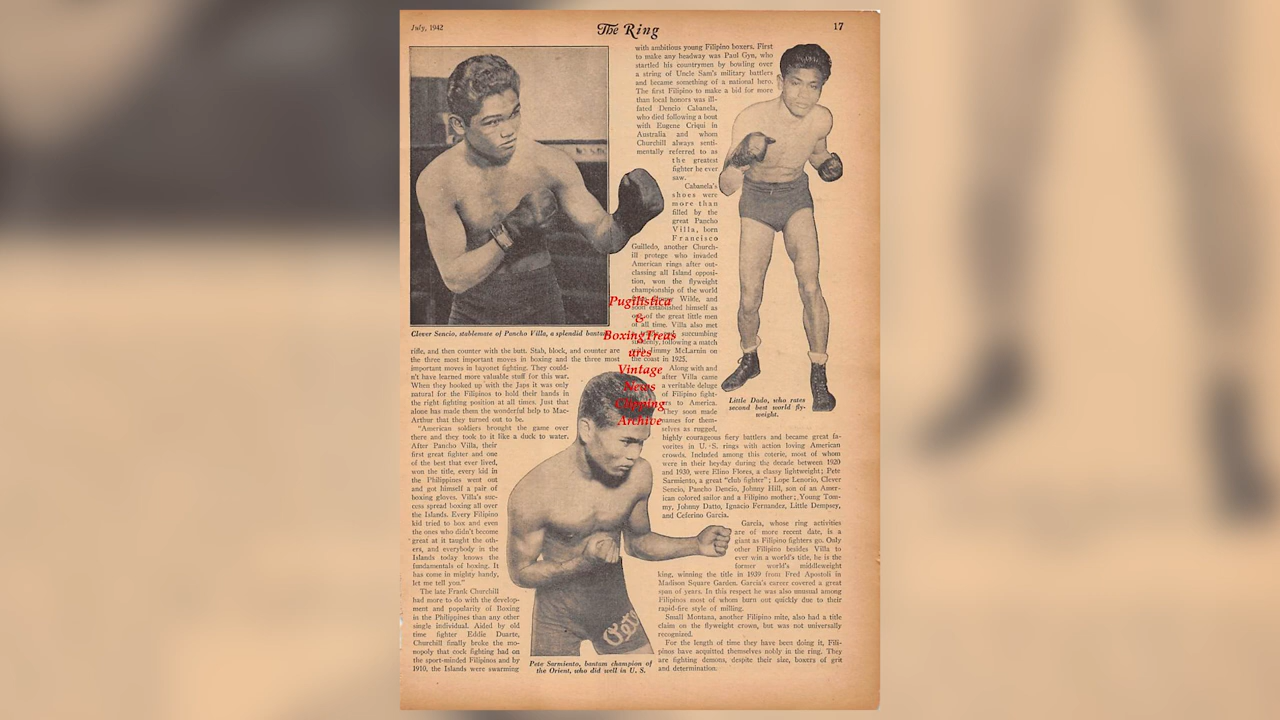 July, 1942
The Ring
17
Clever Sencio, stablemate of Pancho Villa, a splendid bantam
rifle, and then counter with the butt. Stab, block, and counter are
the three most important moves in boxing and the three most
important moves in bayonet fighting. They could-
n't have learned more valuable stuff for this war.
When they booked up with the Japs it was only
natural for the Filipinos to hold their hands in
the right fighting position at all times. Just that
alone has made them the wonderful help to Mac-
Arthur that they turned out to be.
"American soldiers brought the game over
there and they took to it like a duck to water.
After Pancho Villa, their
first great fighter and one
of the best that ever lived,
won the title, every kid in
the Philippines went out
and got himself a pair of
boxing gloves. Villa's suc-
cess spread boxing all over
the Islands. Every Filipino
kid tried to box and even
the ones who didn't become
great at it taught the oth-
ers, and everybody in the
Islands today knows the
fundamentals of boxing. It
has come in mighty handy,
let me tell you."
The late Frank Churchill
had more to do with the develop-
ment and popularity of Boxing
in the Philippines than any other
single individual. Aided by old
time fighter Eddie Duarte,
Churchill finally broke the mo-
nopoly that cock fighting had on
the sport-minded Filipinos and by
1910, the Islands were swarming
with ambitious young Filipino boxers. First
to make any headway was Paul Gyn, who
startled his countrymen by bowling over
a string of Uncle Sam's military battlers
and became something of a national hero.
The first Filipino to make a bid for more
than local honors was ill-
fated Dencio Cabanela,
who died following a bout
with Eugene Criqui in
Australia and whom
Churchill always senti-
mentally referred to as
the greatest
fighter he ever
saw.
Cabanela's
shoes were
more than
filled by the
great Pancho
Villa, born
Francisco
Guilledo, another Church-
ill protege who invaded
American rings after out-
classing all Island opposi-
tion, won the flyweight
championship of the world
Wilde, and
soon established himself as
of the great little men
of all time. Villa also met
succumbing
suddenly, following a match
with Jimmy McLarnin on
the coast in 1925.
Along with and
after Villa came
a veritable deluge
of Filipino fight-
ers to America.
They soon made
names for them-
selves as rugged,
highly courageous fiery battlers and became great fa-
vorites in U. S. rings with action loving American
crowds. Included among this coterie, most of whom
were in their heyday during the decade between 1920
and 1930, were Elino Flores, a classy lightweight; Pete
Sarmiento, a great "club fighter"; Lope Tenorio, Clever
Sencio, Pancho Dencio, Johnny Hill, son of an Amer-
ican colored sailor and a Filipino mother; Young Tom-
my, Johnny Datto, Ignacio Fernandez, Little Dempsey,
and Ceferino Garcia.
Garcia, whose ring activities
are of more recent date, is a
giant as Filipino fighters go. Only
other Filipino besides Villa to
ever win a world's title, he is the
former world's middleweight
king, winning the title in 1939 from Fred Apostoli in
Madison Square Garden. Garcia's career covered a great
span of years. In this respect he was also unusual among
Filipinos most of whom burn out quickly due to their
rapid-fire style of milling.
Small Montana, another Filipino mite, also had a title
claim on the flyweight crown, but was not universally
recognized.
For the length of time they have been doing it, Fili-
pinos have acquitted themselves nobly in the ring. They
are fighting demons, despite their size, boxers of grit
and determination.
Little Dado, who rates
second best world fly-
weight.
Pete Sarmiento, bantam champion of
the Orient, who did well in U. S.
Pugilistica
&
BoxingTreas
ures
Vintage
News
Clipping
Archive